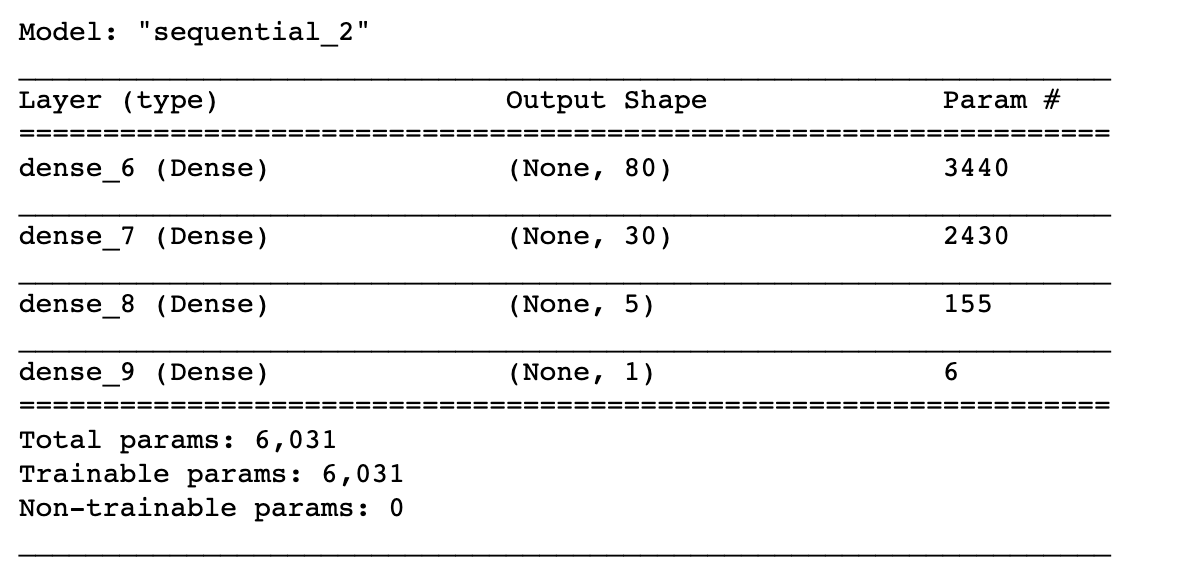 Model: "sequential_2"
Layer (type) Output Shape Param #
dense_6 (Dense) (None, 80) 3440
dense_7 (Dense) (None, 30) 2430
dense_8 (Dense) (None, 5) 155
dense_9 (Dense) (None, 1) 6
Total params: 6,031
Trainable params: 6,031
Non-trainable params: 0